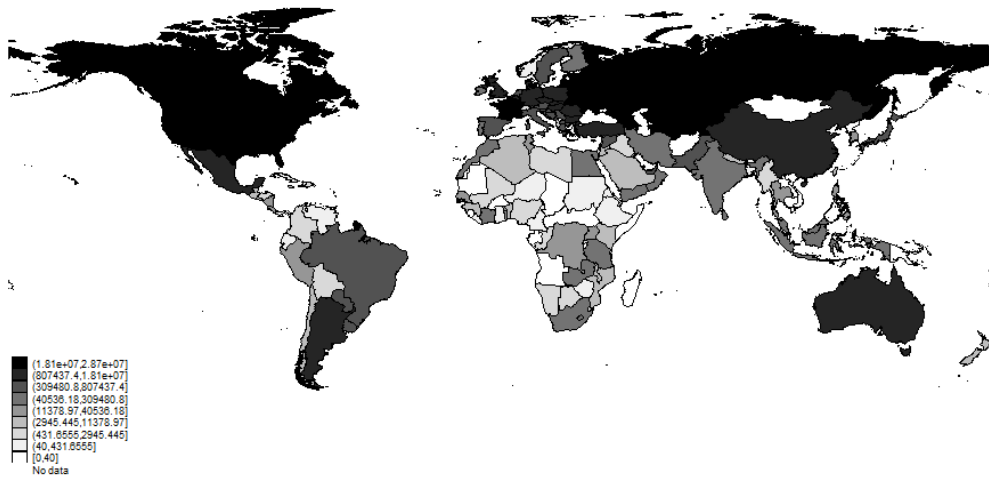 (1.81e+07,2.87e+07]
(807437.4,1.81e+07]
(309480.8,807437.4]
(40536.18,309480.8]
(11378.97,40536.18]
(2945.445,11378.97]
(431.6555,2945.445]
(40,431.6555]
[0,40]
No data